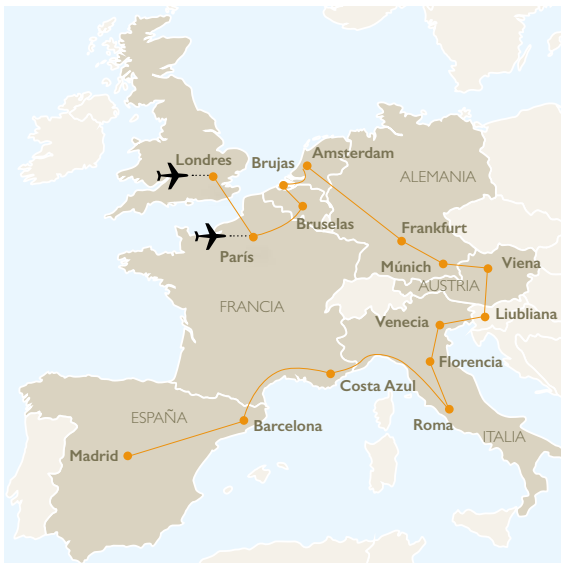 Londres
Brujas
Amsterdam
ALEMANIA
Bruselas
París
Frankfurt
Múnich
Viena
AUSTRIA
FRANCIA
Venecia
Liubliana
Florencia
Costa Azul
ESPAÑA
Barcelona
Roma
ITALIA
Madrid